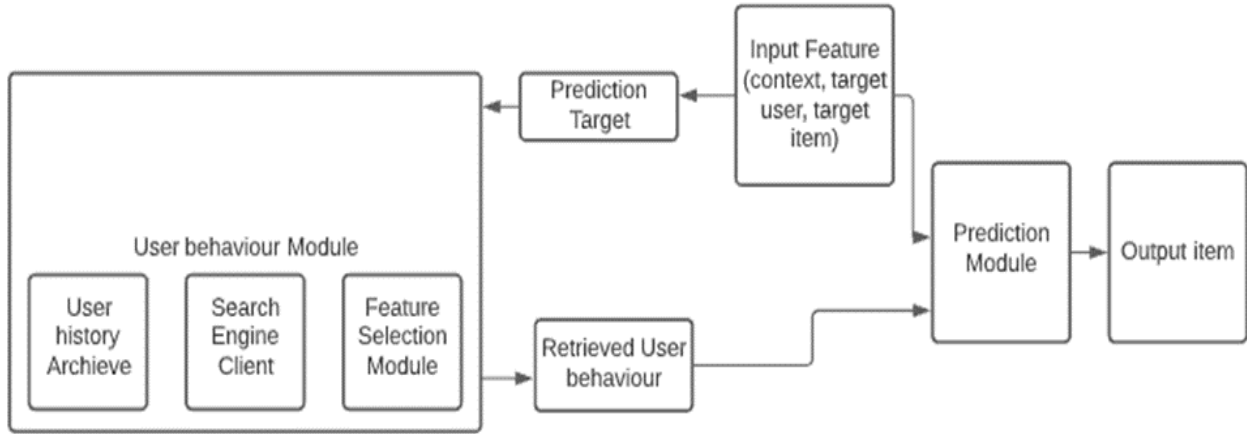 Input Feature
(context, target
user, target
item)
Prediction
Target
User behaviour Module
User
history
Archieve
Search
Engine
Client
Feature
Selection
Module
Retrieved User
behaviour
Prediction
Module
Output item